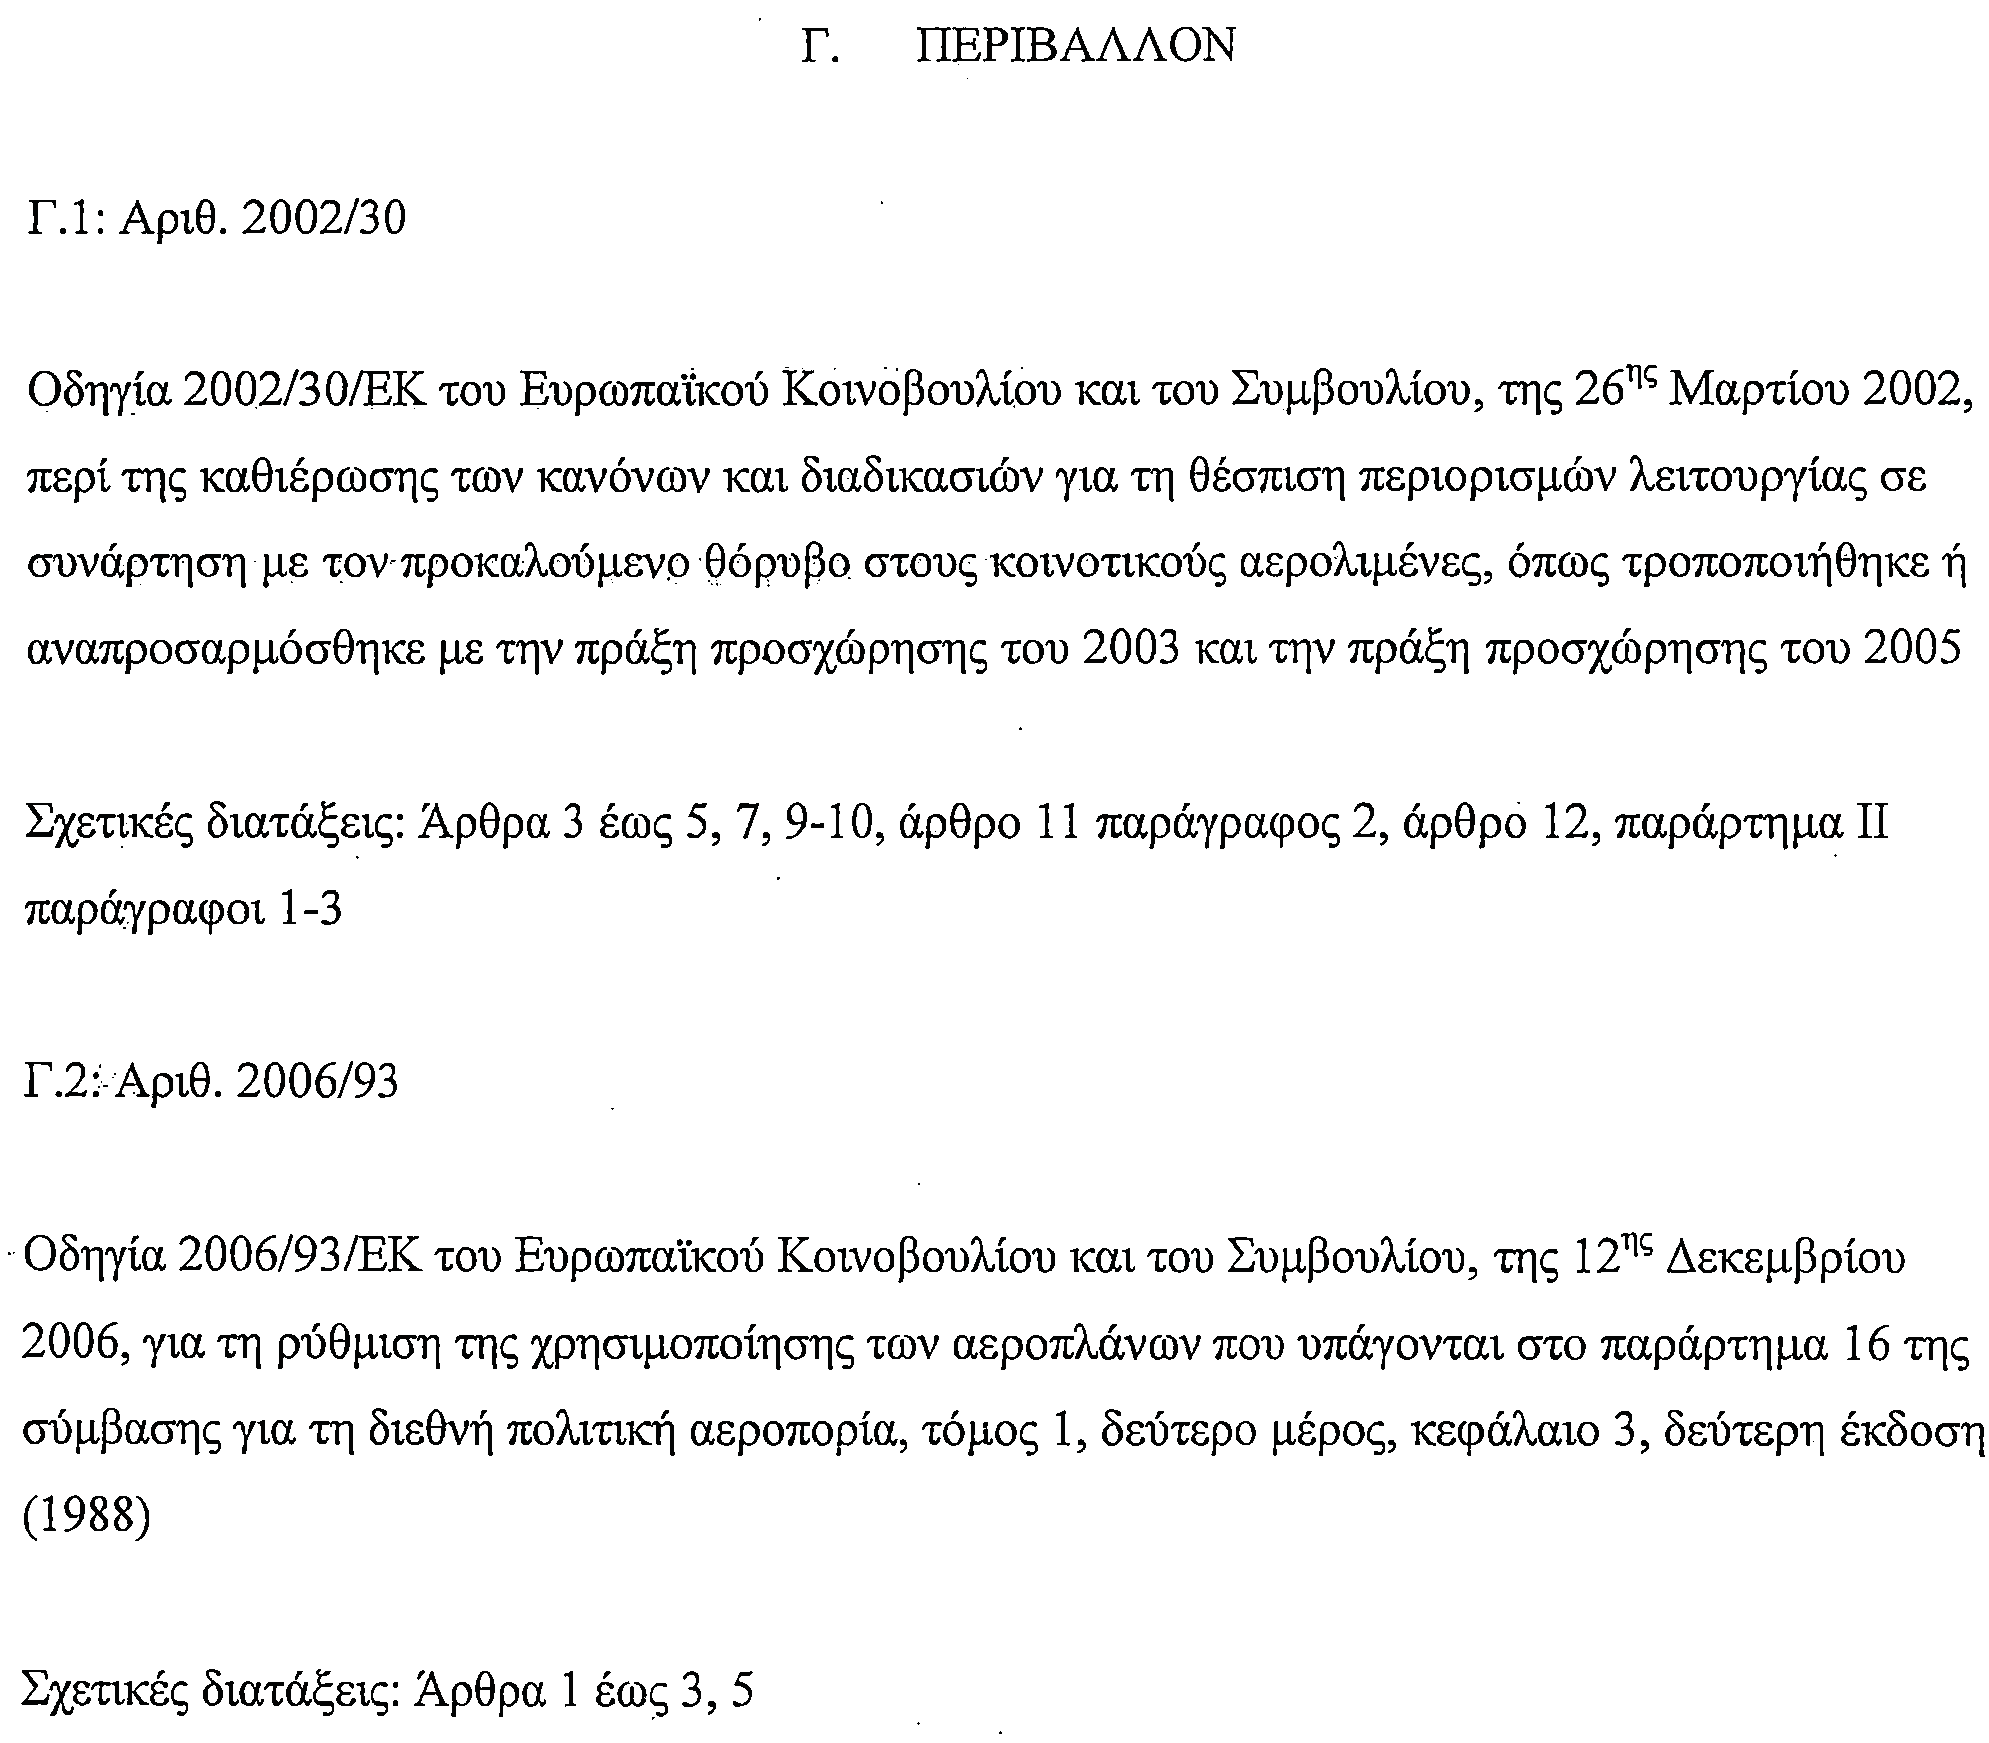 Γ. ΠΕΡΙΒΑΛΛΟΝ
Γ.1: Αριθ. 2002/30
Οδηγία 2002/30/ΕΚ του Ευρωπαϊκού Κοινοβουλίου και του Συμβουλίου, της 26ης Μαρτίου 2002,
περί της καθιέρωσης των κανόνων και διαδικασιών για τη θέσπιση περιορισμών λειτουργίας σε
συνάρτηση με τον προκαλούμενο θόρυβο στους κοινοτικούς αερολιμένες, όπως τροποποιήθηκε ή
αναπροσαρμόσθηκε με την πράξη προσχώρησης του 2003 και την πράξη προσχώρησης του 2005
Σχετικές διατάξεις: Άρθρα 3 έως 5, 7, 9-10, άρθρο 11 παράγραφος 2, άρθρο 12, παράρτημα ΙΙ
παράγραφοι 1-3
Γ.2: Αριθ. 2006/93
Οδηγία 2006/93/ΕΚ του Ευρωπαϊκού Κοινοβουλίου και του Συμβουλίου, της 12ης Δεκεμβρίου
2006, για τη ρύθμιση της χρησιμοποίησης των αεροπλάνων που υπάγονται στο παράρτημα 16 της
σύμβασης για τη διεθνή πολιτική αεροπορία, τόμος 1, δεύτερο μέρος, κεφάλαιο 3, δεύτερη έκδοση
(1988)
Σχετικές διατάξεις: Άρθρα 1 έως 3, 5